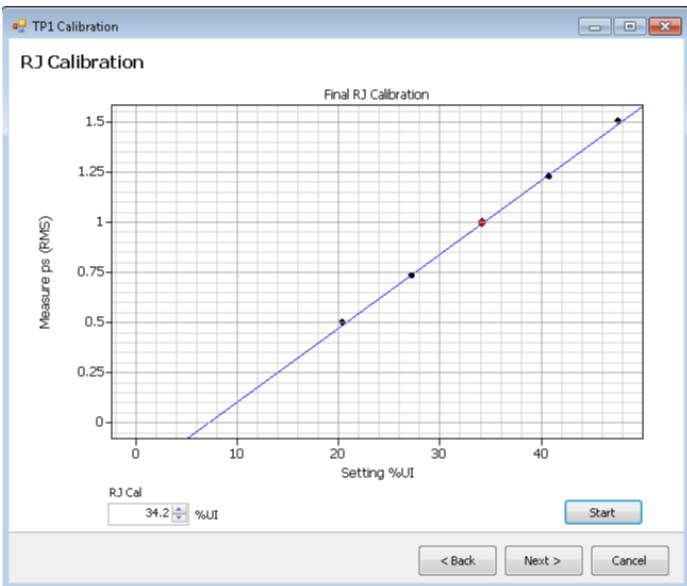 TP1 Calibration
RJ Calibration
Final RJ Calibration
1.5
1.25
1
0.75
0.5
0.25
0
Measure ps (RMS)
0 10 20 30 40
Setting %UI
RJ Cal
34.2 %UI
Start
< Back Next > Cancel